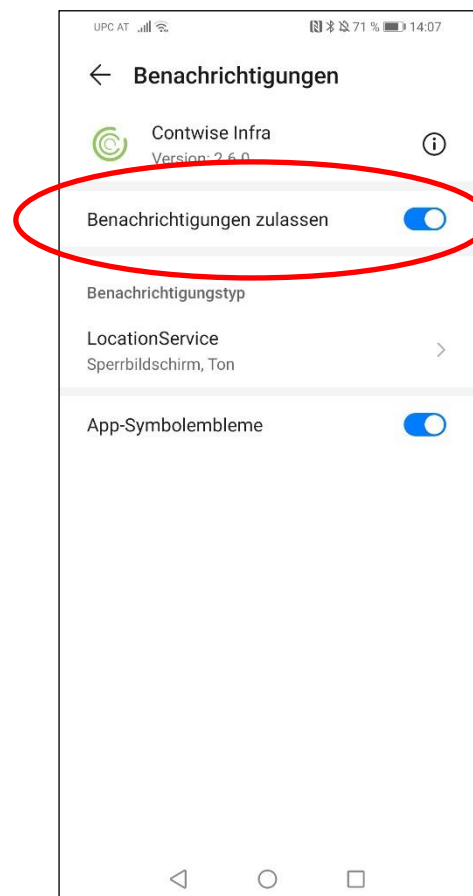 UPC AT 71 % 14:07
Benachrichtigungen
Contwise Infra
Version: 2.6.0
Benachrichtigungen zulassen
Benachrichtigungstyp
LocationService
Sperrbildschirm, Ton
App-Symbolembleme